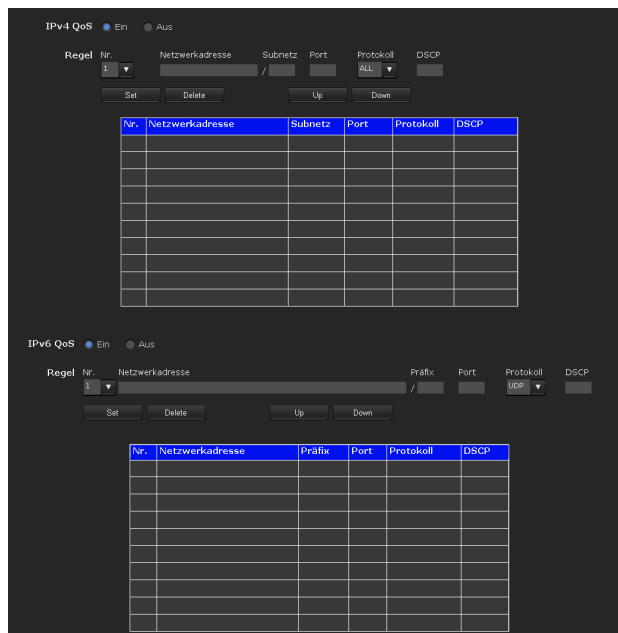 IPv4 QoS Ein Aus
Regel Nr. Netzwerkadresse Subnetz Port Protokoll DSCP
1 / ALL
Set Delete Up Down
Nr. Netzwerkadresse Subnetz Port Protokoll DSCP
IPv6 QoS Ein Aus
Regel Nr. Netzwerkadresse Präfix Port Protokoll DSCP
1 / UDP
Set Delete Up Down
Nr. Netzwerkadresse Präfix Port Protokoll DSCP